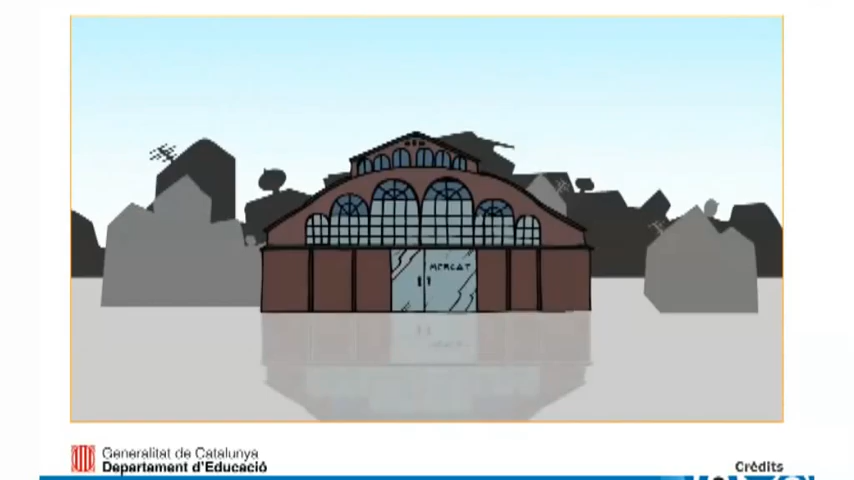 MERCAT
Generalitat de Catalunya
Departament d'Educació
Crèdits